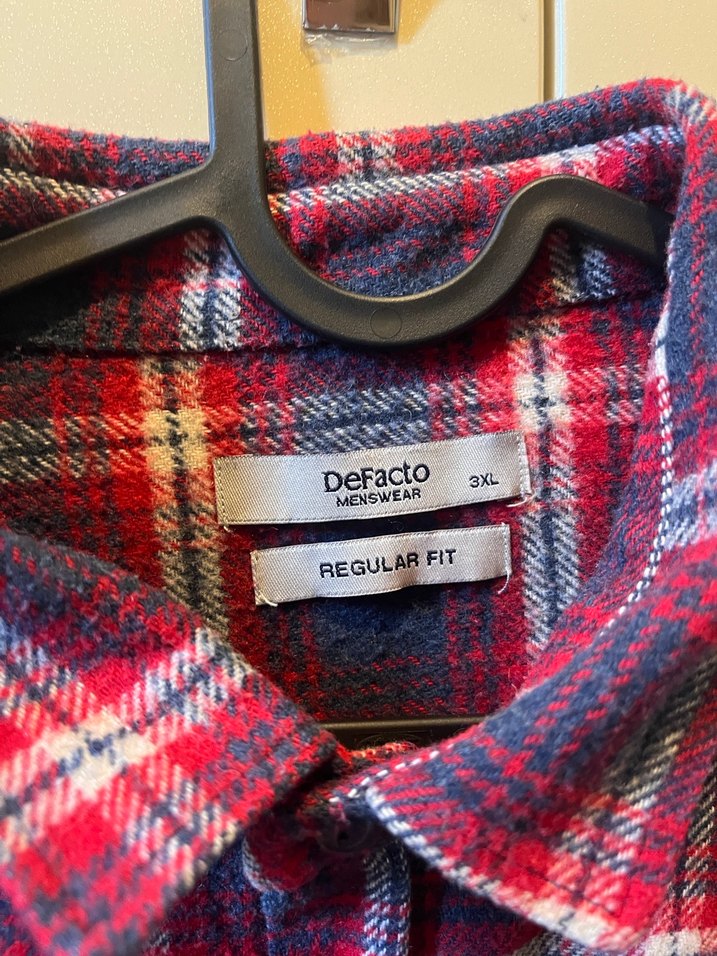 DeFacto
MENSWEAR
3XL
REGULAR FIT